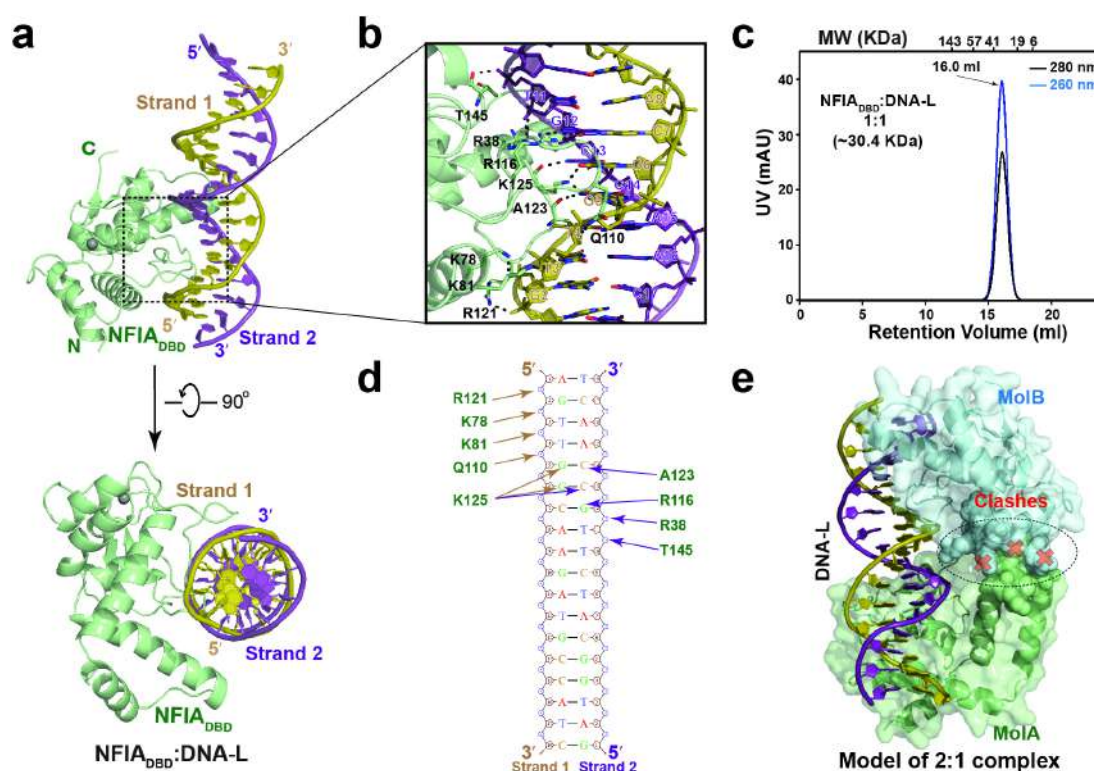 a
5′
3′
Strand 1
C
N
NFIA_DBD
5′
3′
Strand 2
90°
Strand 1
3′
5′
Strand 2
NFIA_DBD
NFIA_DBD:DNA-L
b
T145
R38
R116
K125
A123
Q110
K78
K81
R121
G12
c
MW (KDa)
143 57 41 19 6
16.0 ml
280 nm
260 nm
NFIA_DBD:DNA-L
1:1
(~30.4 KDa)
UV (mAU)
40
30
20
10
0
0 5 10 15 20
Retention Volume (ml)
d
5′ 3′
R121
K78
K81
Q110
K125
A123
R116
R38
T145
A T
G C
T A
T A
G C
G C
C G
A T
A T
G C
A T
T A
G C
C G
C G
A T
T A
C G
3′ 5′
Strand 1 Strand 2
e
MolB
Clashes
DNA-L
MolA
Model of 2:1 complex